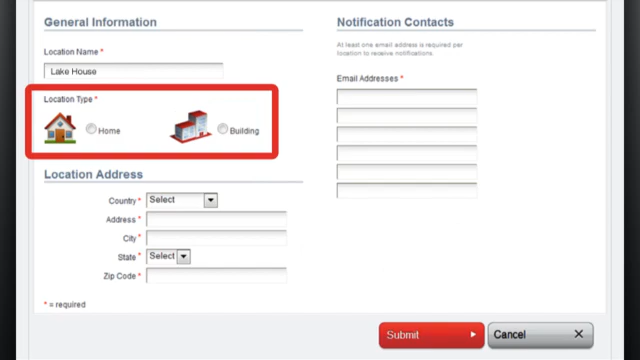 General Information
Location Name *
Lake House
Location Type *
Home
Building
Location Address
Country * Select
Address *
City *
State * Select
Zip Code *
* = required
Notification Contacts
At least one email address is required per
location to receive notifications.
Email Addresses *
Submit
Cancel X